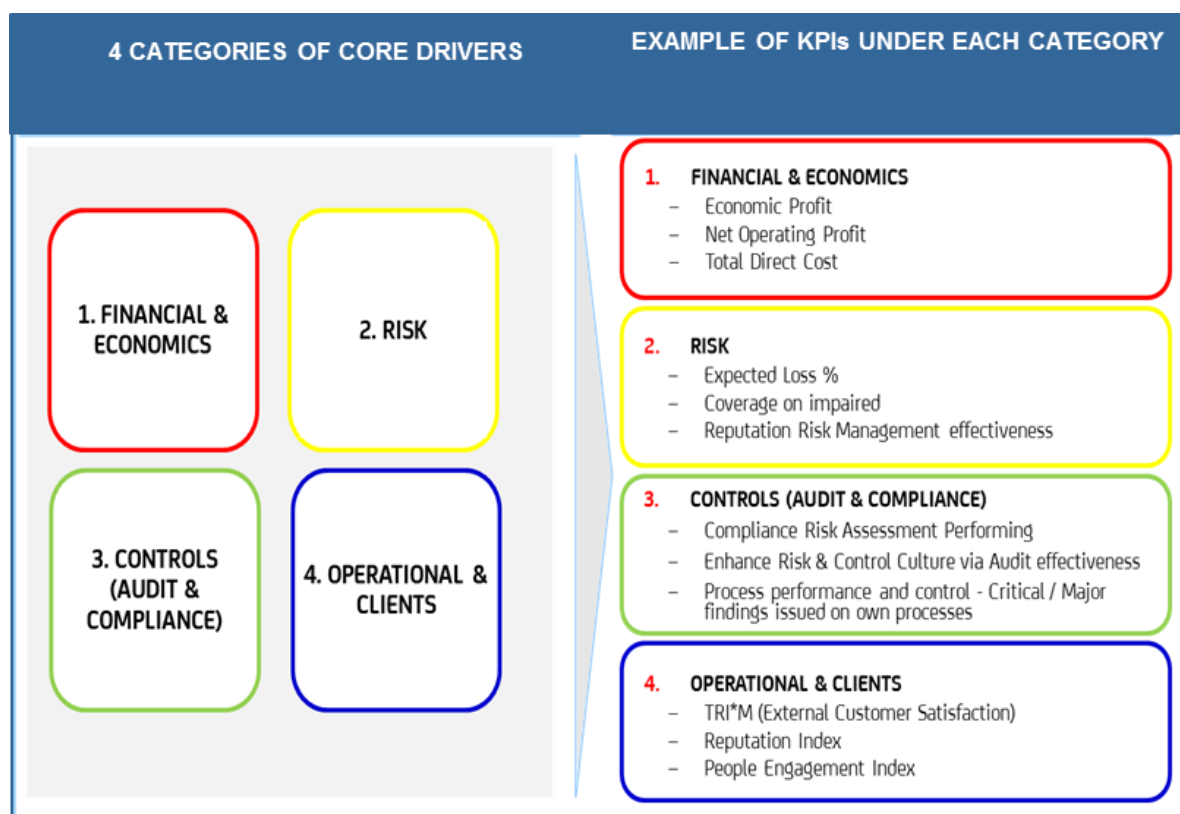 4 CATEGORIES OF CORE DRIVERS
EXAMPLE OF KPIs UNDER EACH CATEGORY
1. FINANCIAL &
ECONOMICS
2. RISK
3. CONTROLS
(AUDIT &
COMPLIANCE)
4. OPERATIONAL &
CLIENTS
1. FINANCIAL & ECONOMICS
– Economic Profit
– Net Operating Profit
– Total Direct Cost
2. RISK
– Expected Loss %
– Coverage on impaired
– Reputation Risk Management effectiveness
3. CONTROLS (AUDIT & COMPLIANCE)
– Compliance Risk Assessment Performing
– Enhance Risk & Control Culture via Audit effectiveness
– Process performance and control - Critical / Major
findings issued on own processes
4. OPERATIONAL & CLIENTS
– TRI*M (External Customer Satisfaction)
– Reputation Index
– People Engagement Index